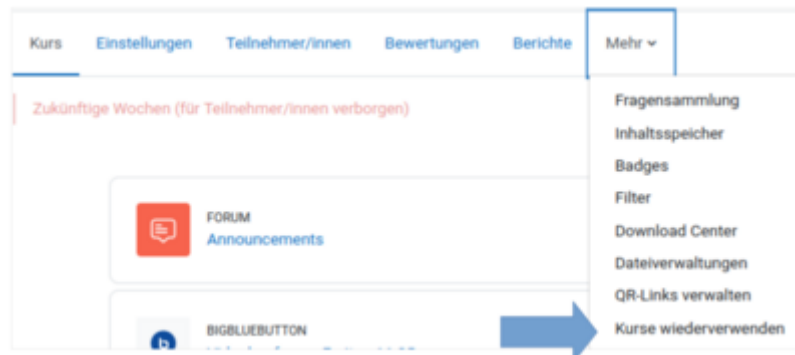 Kurs Einstellungen Teilnehmer/innen Bewertungen Berichte Mehr
Zukünftige Wochen (für Teilnehmer/innen verborgen)
Fragensammlung
Inhaltsspeicher
Badges
Filter
Download Center
Dateiverwaltungen
QR-Links verwalten
Kurse wiederverwenden
FORUM
Announcements
BIGBLUEBUTTON